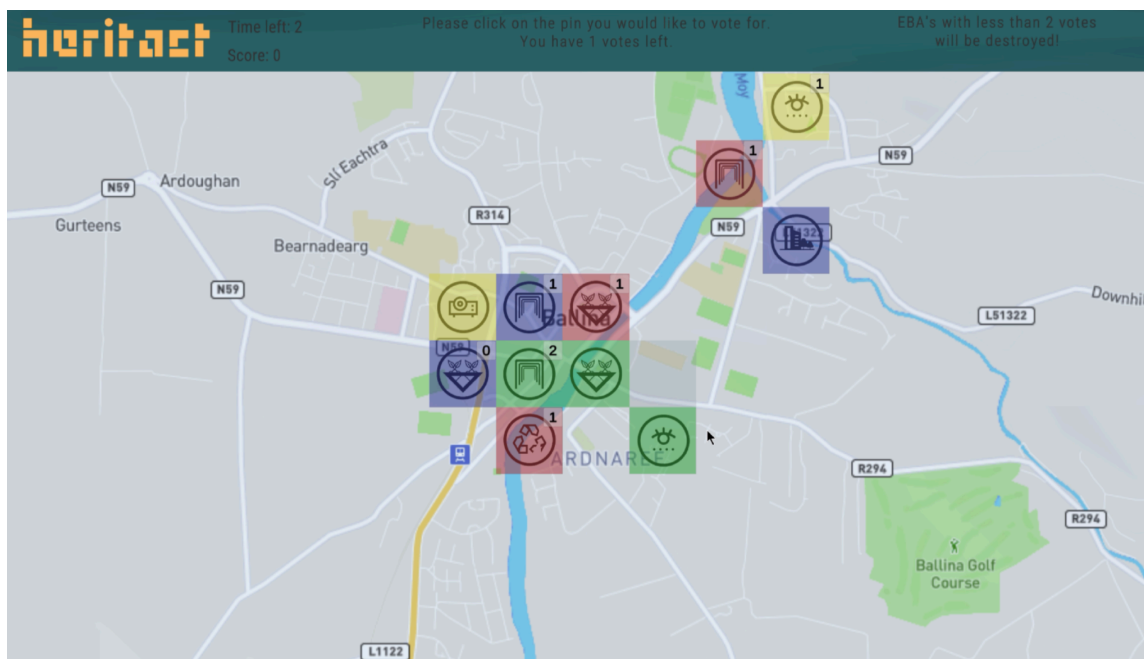 heritact
Time left: 2
Score: 0
Please click on the pin you would like to vote for.
You have 1 votes left.
EBA's with less than 2 votes
will be destroyed!
Moy
1
1
N59
Ardoughan
N59
Slí Eachtra
Gurteens
R314
N59
Bearnadearg
N59
Downhil
1
1
L51322
Ballina
N59
0
2
1
ARDNAREE
R294
R294
Ballina Golf
Course
L1122